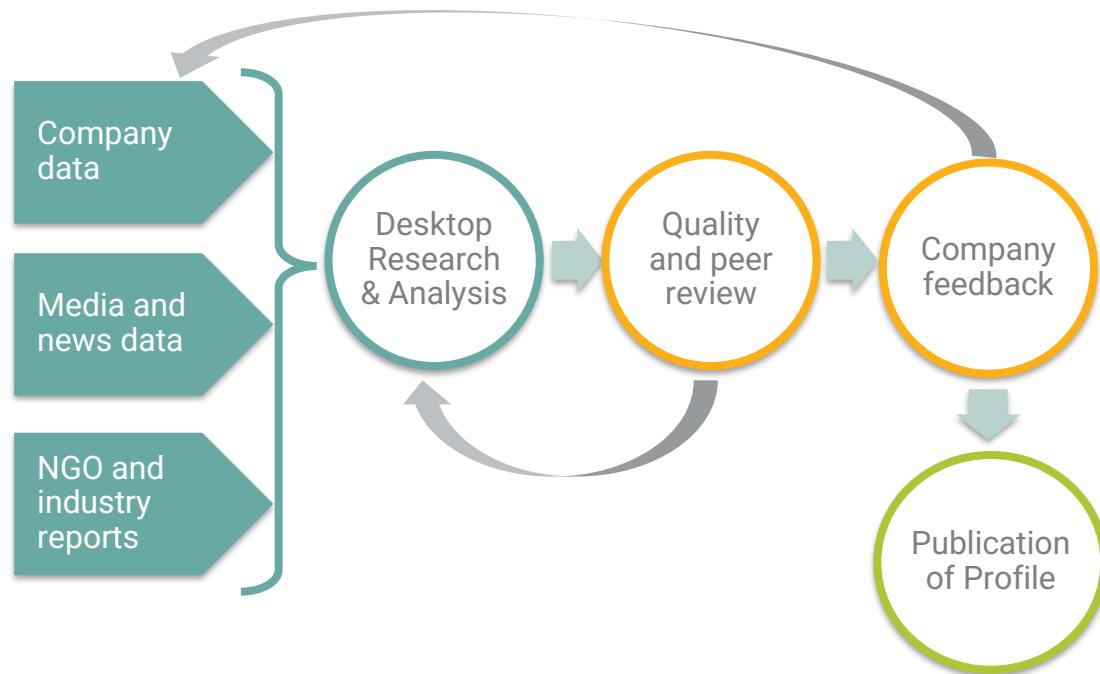 Company
data
Media and
news data
NGO and
industry
reports
Desktop
Research
& Analysis
Quality
and peer
review
Company
feedback
Publication
of Profile